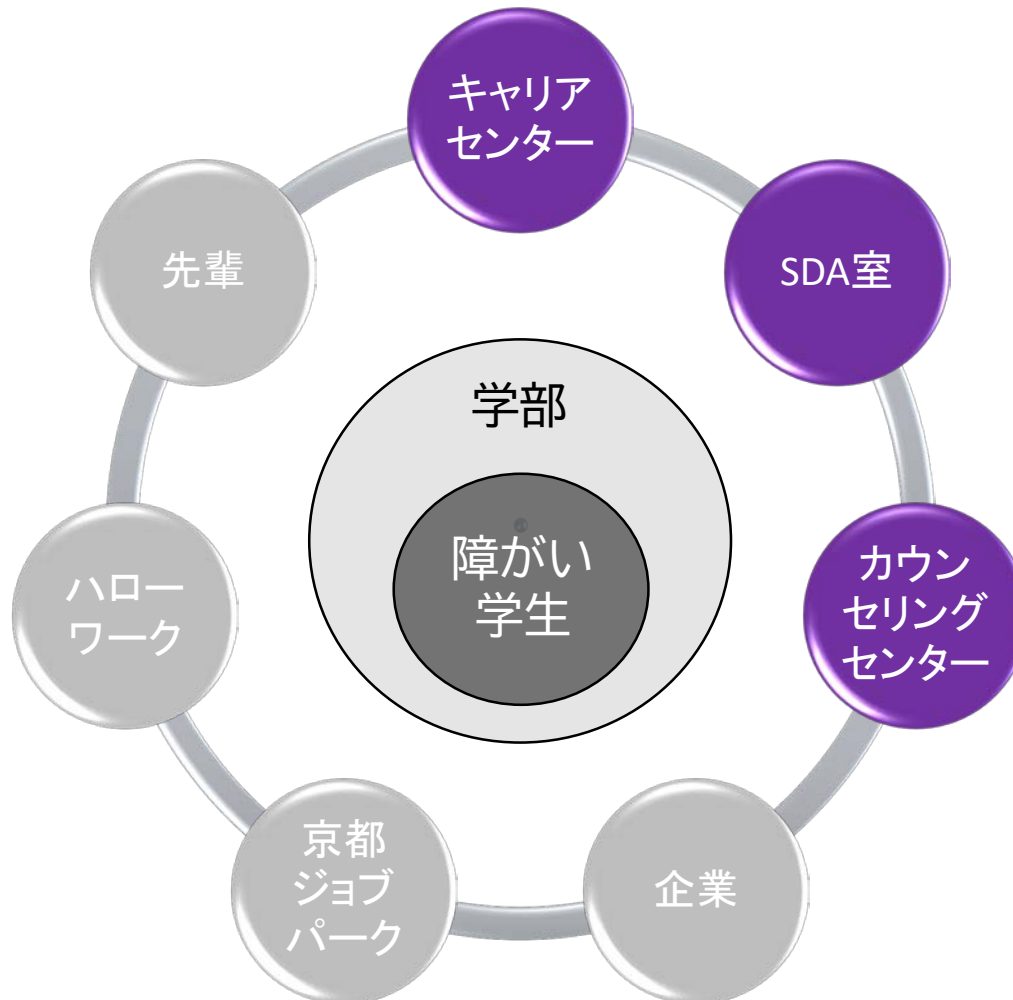 キャリア
センター
SDA室
カウン
セリング
センター
企業
京都
ジョブ
パーク
ハロー
ワーク
先輩
学部
障がい
学生